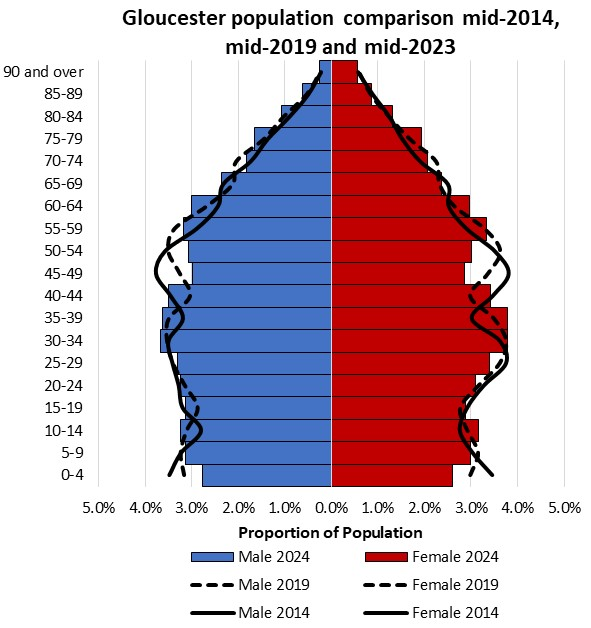 Gloucester population comparison mid-2014,
mid-2019 and mid-2023
90 and over
85-89
80-84
75-79
70-74
65-69
60-64
55-59
50-54
45-49
40-44
35-39
30-34
25-29
20-24
15-19
10-14
5-9
0-4
5.0% 4.0% 3.0% 2.0% 1.0% 0.0% 1.0% 2.0% 3.0% 4.0% 5.0%
Proportion of Population
Male 2024 Female 2024
Male 2019 Female 2019
Male 2014 Female 2014